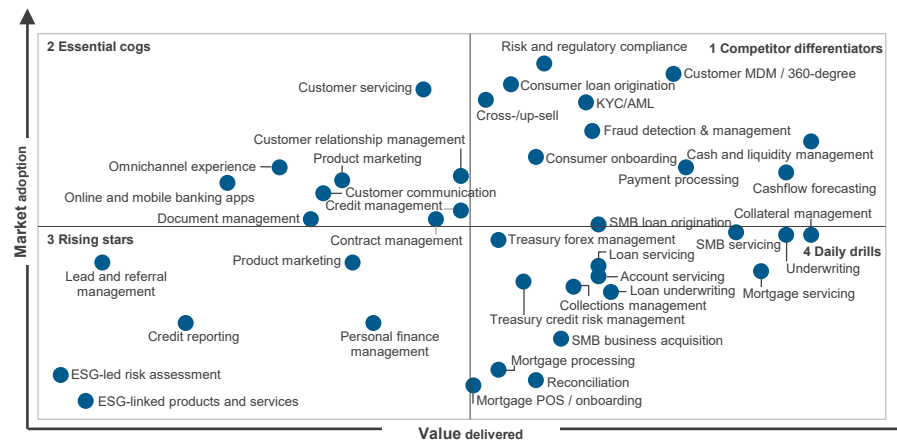 2 Essential cogs
1 Competitor differentiators
Risk and regulatory compliance
Customer MDM / 360-degree
Customer servicing
Consumer loan origination
KYC/AML
Cross-/up-sell
Fraud detection & management
Customer relationship management
Cash and liquidity management
Product marketing
Consumer onboarding
Omnichannel experience
Payment processing
Cashflow forecasting
Online and mobile banking apps
Customer communication
Credit management
Document management
SMB loan origination
Collateral management
3 Rising stars
Contract management
Treasury forex management
SMB servicing
4 Daily drills
Lead and referral
management
Product marketing
Loan servicing
Underwriting
Account servicing
Loan underwriting
Mortgage servicing
Collections management
Treasury credit risk management
Credit reporting
Personal finance
management
SMB business acquisition
Mortgage processing
ESG-led risk assessment
Reconciliation
ESG-linked products and services
Mortgage POS / onboarding
Market adoption
Value delivered